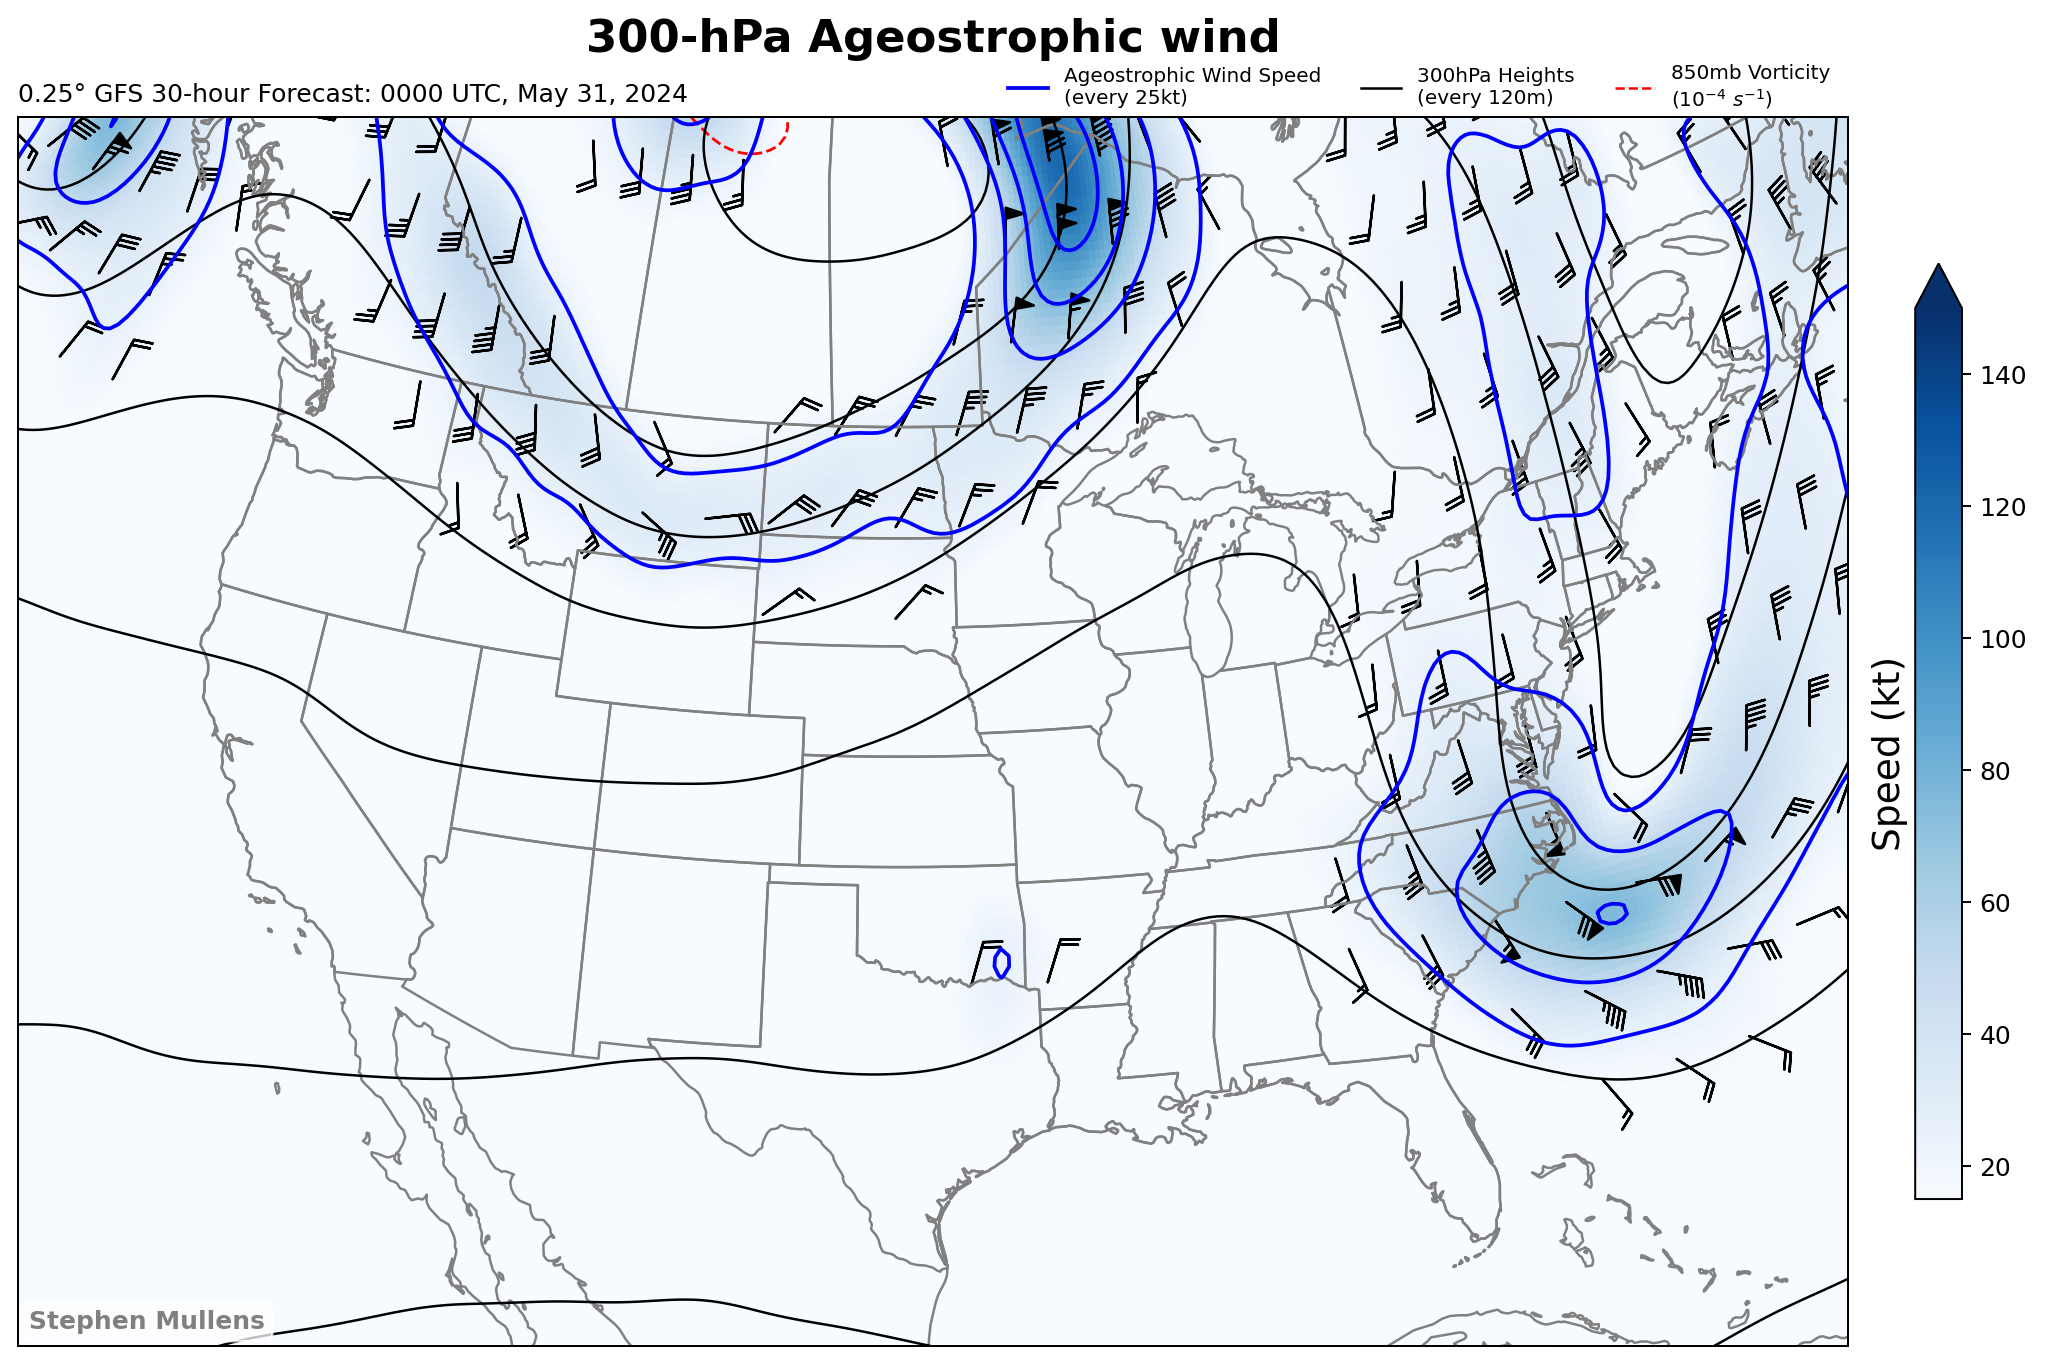 300-hPa Ageostrophic wind
0.25° GFS 30-hour Forecast: 0000 UTC, May 31, 2024
Ageostrophic Wind Speed
(every 25kt)
300hPa Heights
(every 120m)
850mb Vorticity
(10⁻⁴ s⁻¹)
140
120
100
80
60
40
20
Speed (kt)
Stephen Mullens